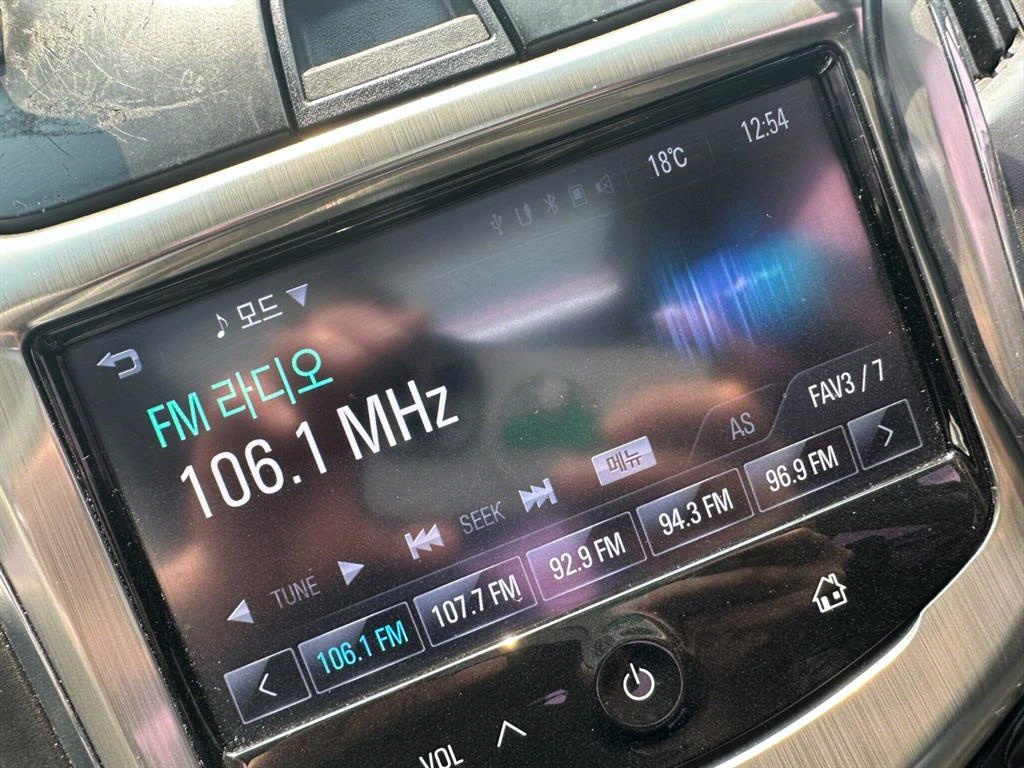 18℃ 12:54
♪ 모드 ▼
FM 라디오
106.1 MHz
AS FAV3 / 7
◀ TUNE ▶ ⏮ SEEK ⏭ 메뉴
< 106.1 FM 107.7 FM 92.9 FM 94.3 FM 96.9 FM >
VOL